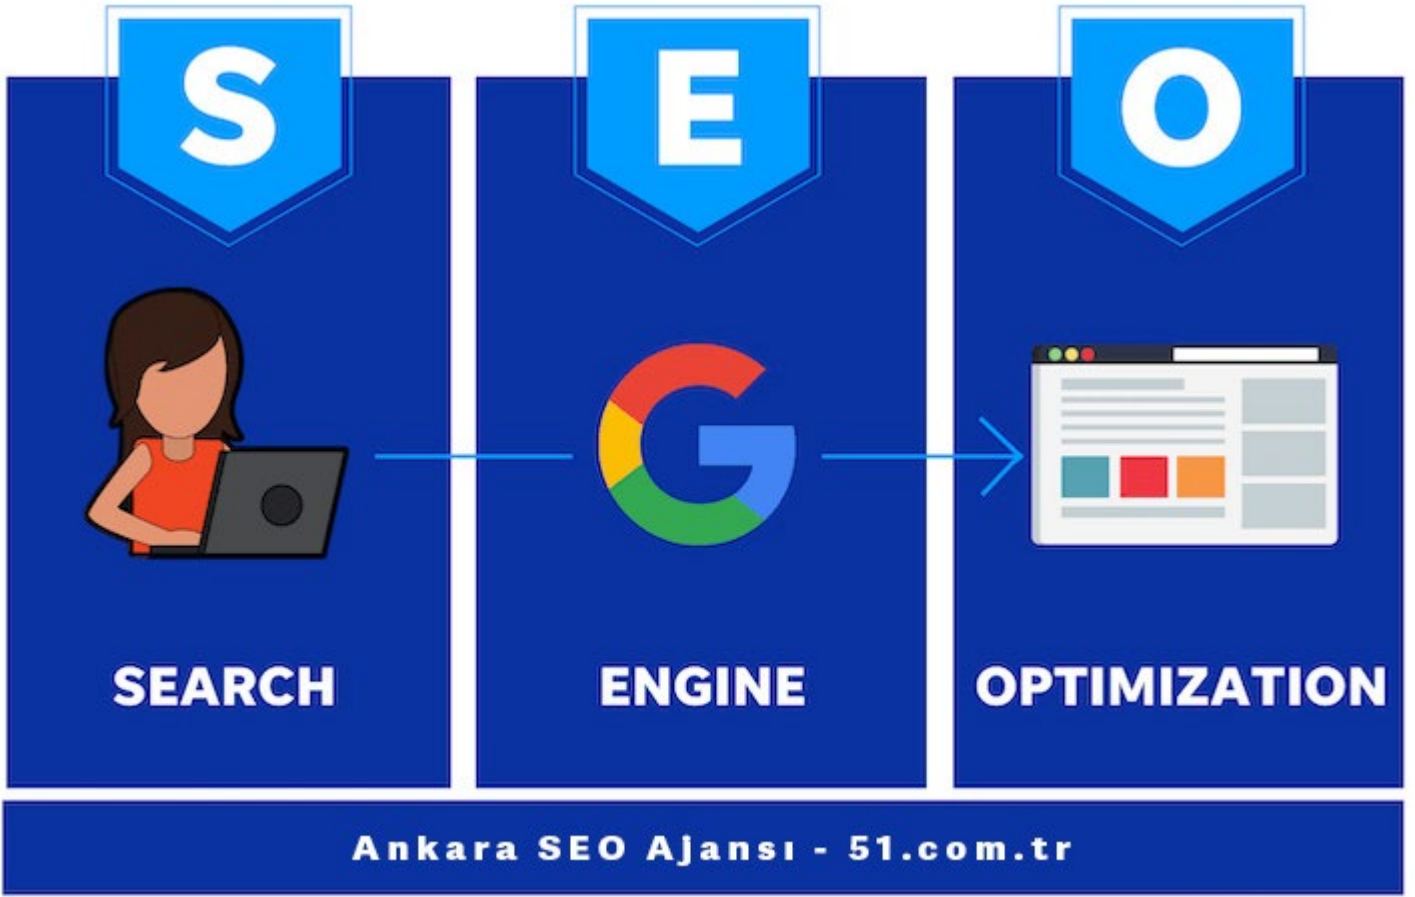 S
E
O
SEARCH
ENGINE
OPTIMIZATION
Ankara SEO Ajansı - 51.com.tr